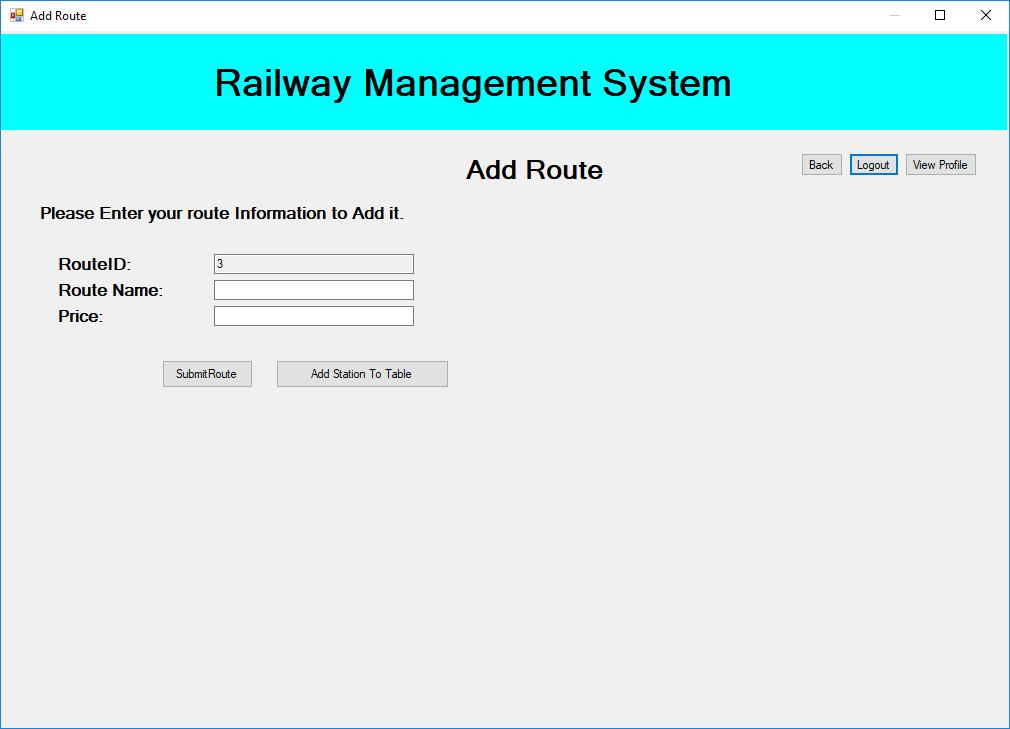 Add Route
Railway Management System
Add Route
Back
Logout
View Profile
Please Enter your route Information to Add it.
RouteID:
3
Route Name:
Price:
SubmitRoute
Add Station To Table